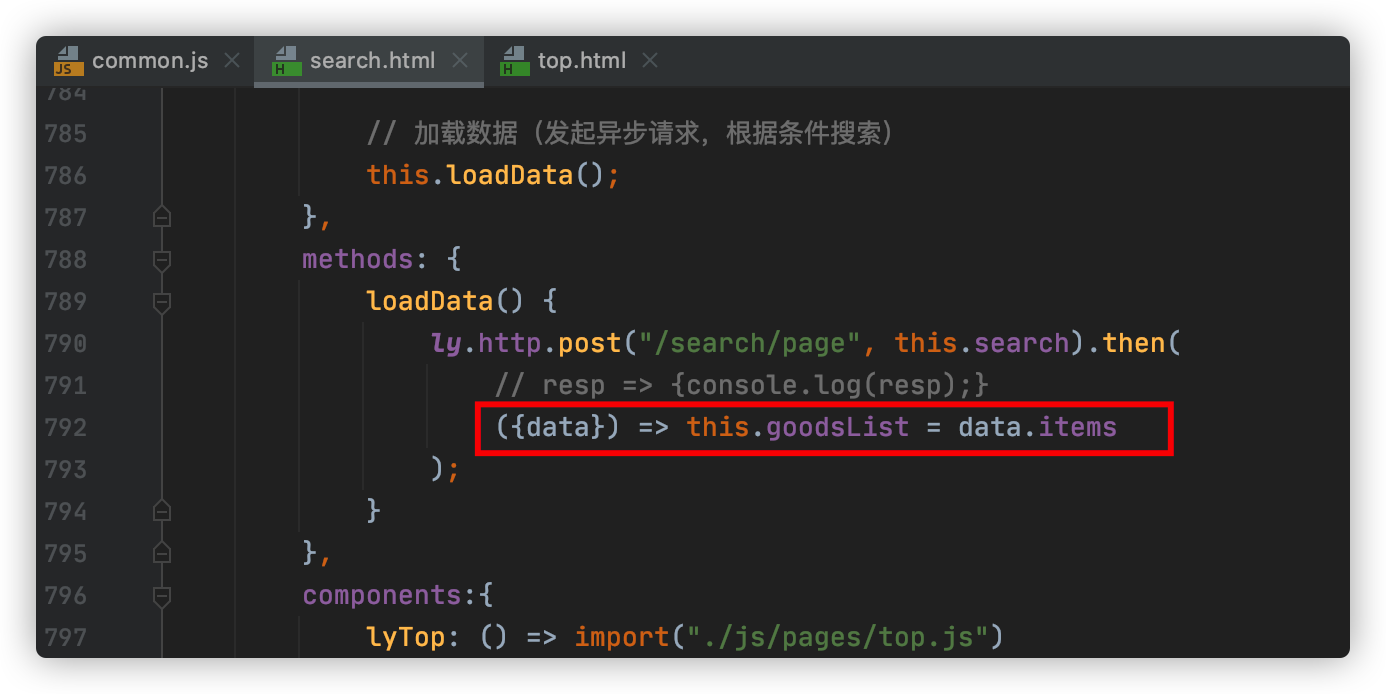 JS common.js
H search.html
H top.html
784
785 // 加载数据（发起异步请求，根据条件搜索）
786 this.loadData();
787 },
788 methods: {
789 loadData() {
790 ly.http.post("/search/page", this.search).then(
791 // resp => {console.log(resp);}
792 ({data}) => this.goodsList = data.items
793 );
794 }
795 },
796 components:{
797 lyTop: () => import("./js/pages/top.js")